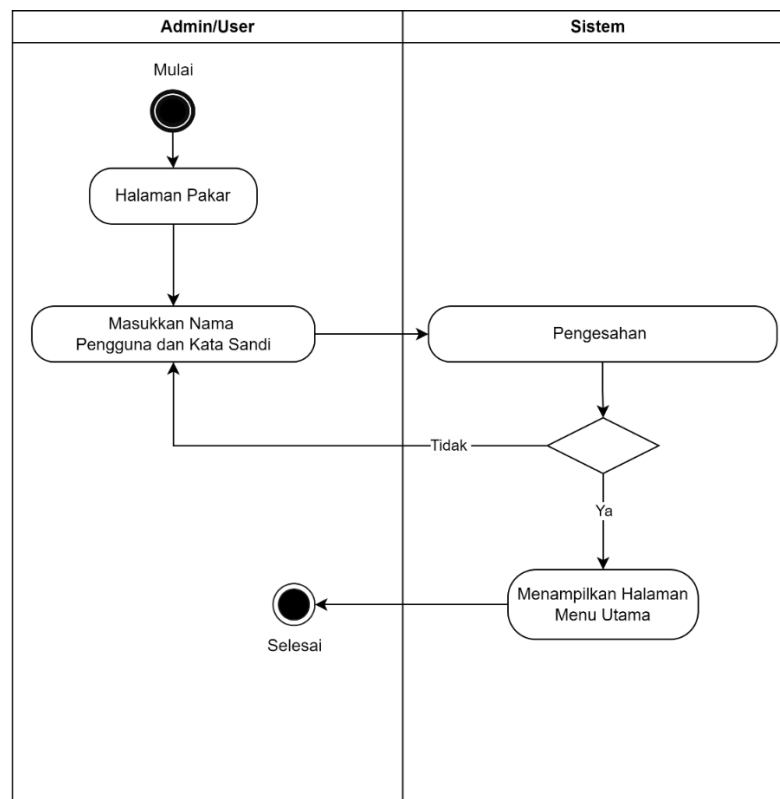 Admin/User
Sistem
Mulai
Halaman Pakar
Masukkan Nama
Pengguna dan Kata Sandi
Pengesahan
Tidak
Ya
Menampilkan Halaman
Menu Utama
Selesai